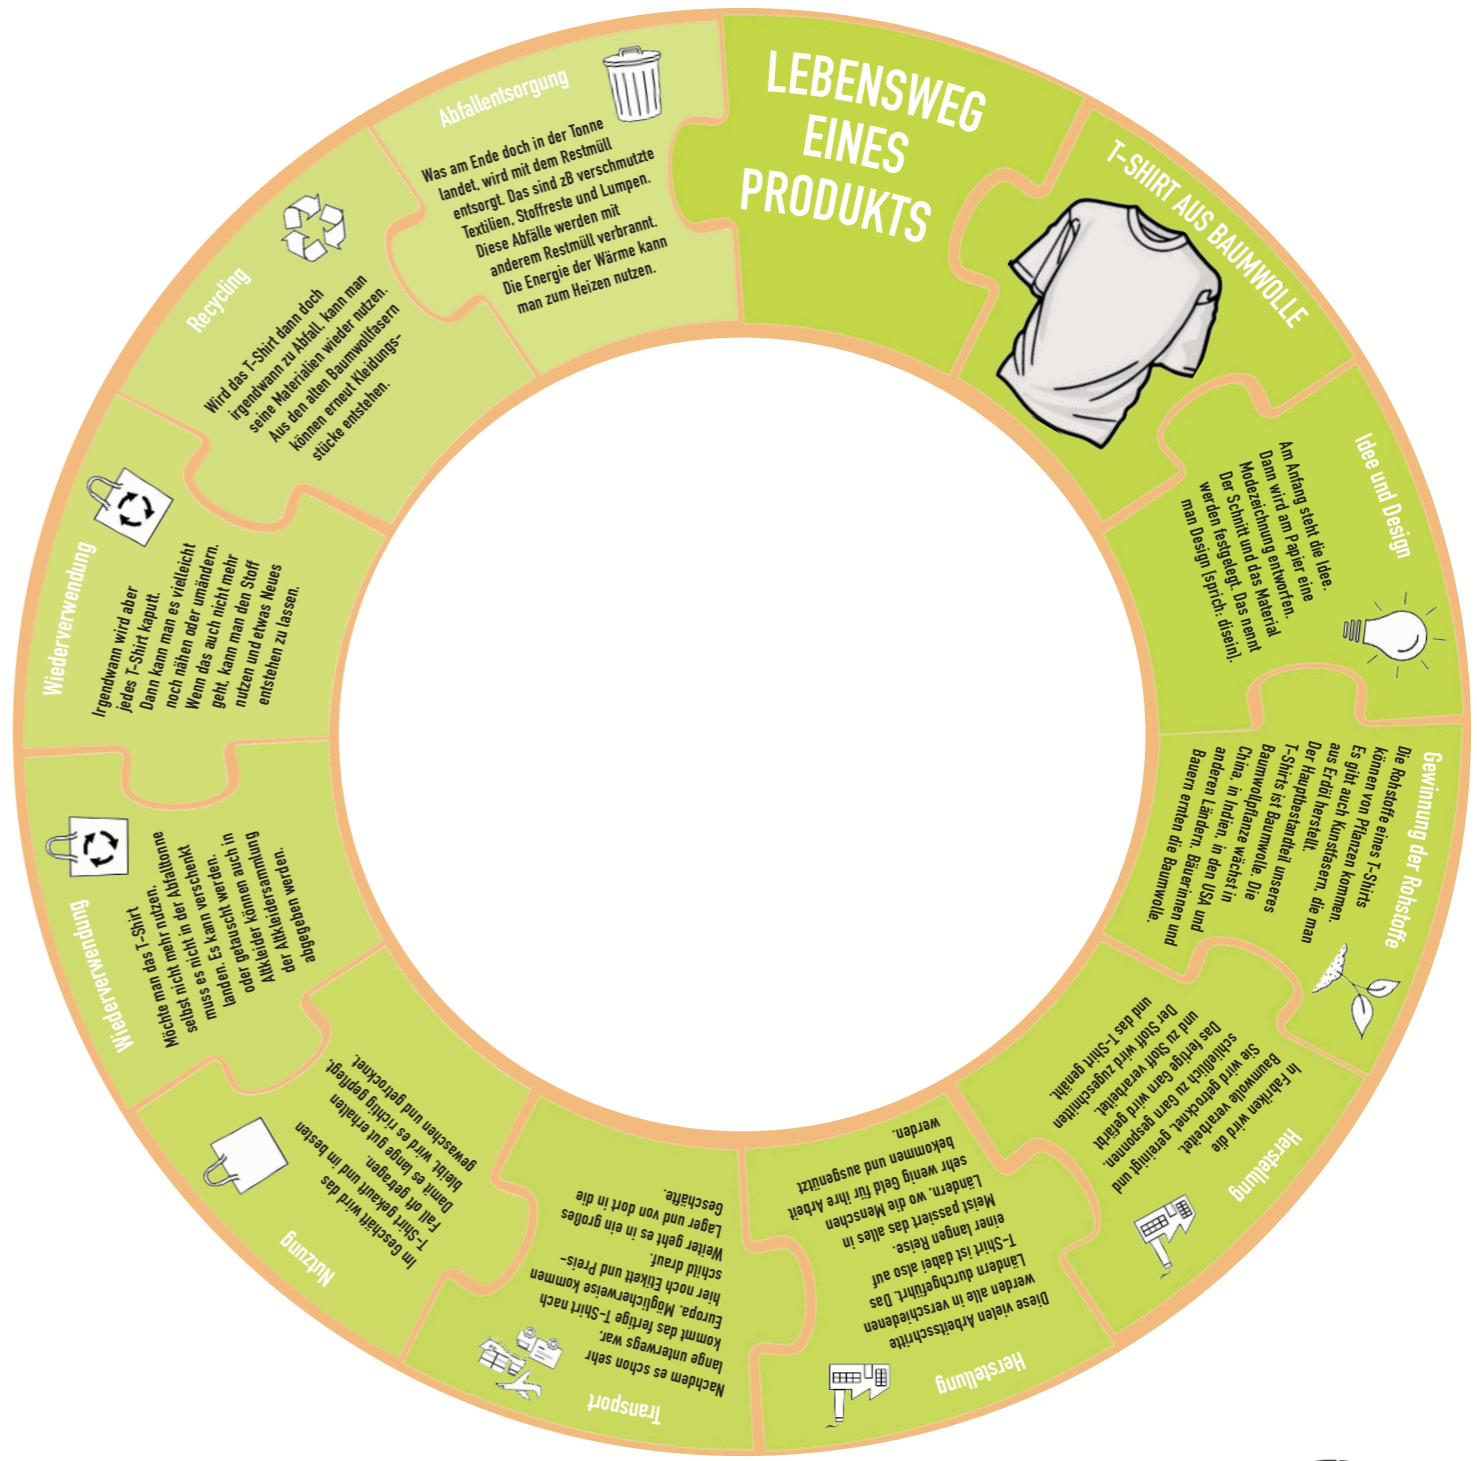 LEBENSWEG
EINES
PRODUKTS
T-SHIRT AUS BAUMWOLLE
Idee und Design
Am Anfang steht die Idee.
Dann wird am Papier eine
Modezeichnung entworfen.
Der Schnitt und das Material
werden festgelegt. Das nennt
man Design (sprich: disein).
Gewinnung der Rohstoffe
Die Rohstoffe eines T-Shirts
können von Pflanzen kommen.
Es gibt auch Kunstfasern, die man
aus Erdöl herstellt.
Der Hauptbestandteil unseres
T-Shirts ist Baumwolle. Die
Baumwollpflanze wächst in
China, in Indien, in den USA und
anderen Ländern. Bäuerinnen und
Bauern ernten die Baumwolle.
Herstellung
In Fabriken wird die
Baumwolle verarbeitet.
Sie wird getrocknet, gereinigt und
schließlich zu Garn gesponnen.
Das fertige Garn wird gefärbt
und zu Stoff verarbeitet.
Der Stoff wird zugeschnitten
und das T-Shirt genäht.
Herstellung
Diese vielen Arbeitsschritte
werden alle in verschiedenen
Ländern durchgeführt. Das
T-Shirt ist dabei also auf
einer langen Reise.
Meist passiert das alles in
Ländern, wo die Menschen
sehr wenig Geld für ihre Arbeit
bekommen und ausgenützt
werden.
Transport
Nachdem es schon sehr
lange unterwegs war,
kommt das fertige T-Shirt nach
Europa. Möglicherweise kommen
hier noch Etikett und Preis-
schild drauf.
Weiter geht es in ein großes
Lager und von dort in die
Geschäfte.
Nutzung
Im Geschäft wird das
T-Shirt gekauft und im besten
Fall oft getragen.
Damit es lange gut erhalten
bleibt, wird es richtig gepflegt,
gewaschen und getrocknet.
Wiederverwendung
Möchte man das T-Shirt
selbst nicht mehr nutzen,
muss es nicht in der Abfalltonne
landen. Es kann verschenkt
oder getauscht werden.
Altkleider können auch in
der Altkleidersammlung
abgegeben werden.
Wiederverwendung
Irgendwann wird aber
jedes T-Shirt kaputt.
Dann kann man es vielleicht
noch nähen oder umändern.
Wenn das auch nicht mehr
geht, kann man den Stoff
nutzen und etwas Neues
entstehen zu lassen.
Recycling
Wird das T-Shirt dann doch
irgendwann zu Abfall, kann man
seine Materialien wieder nutzen.
Aus den alten Baumwollfasern
können erneut Kleidungs-
stücke entstehen.
Abfallentsorgung
Was am Ende doch in der Tonne
landet, wird mit dem Restmüll
entsorgt. Das sind zB verschmutzte
Textilien, Stoffreste und Lumpen.
Diese Abfälle werden mit
anderem Restmüll verbrannt.
Die Energie der Wärme kann
man zum Heizen nutzen.